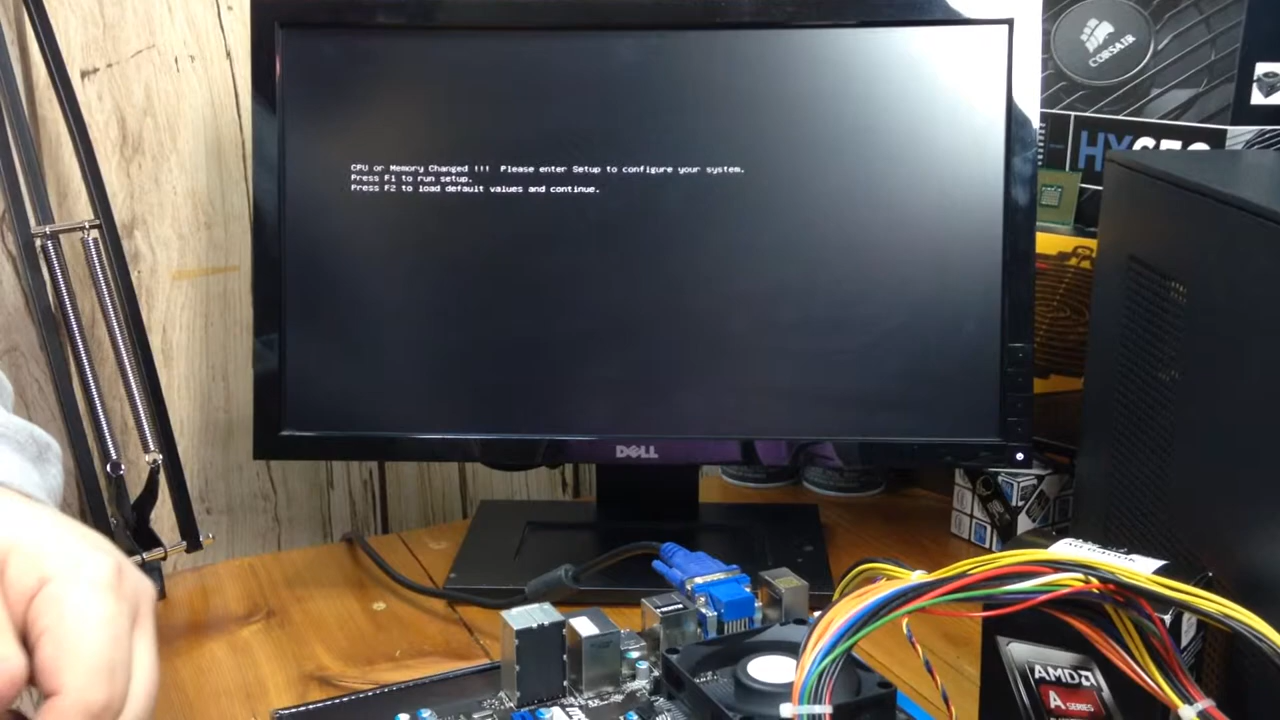 CORSAIR
HX650
CPU or Memory Changed !!!  Please enter Setup to configure your system.
Press F1 to run setup.
Press F2 to load default values and continue.
DELL
AMD
A SERIES